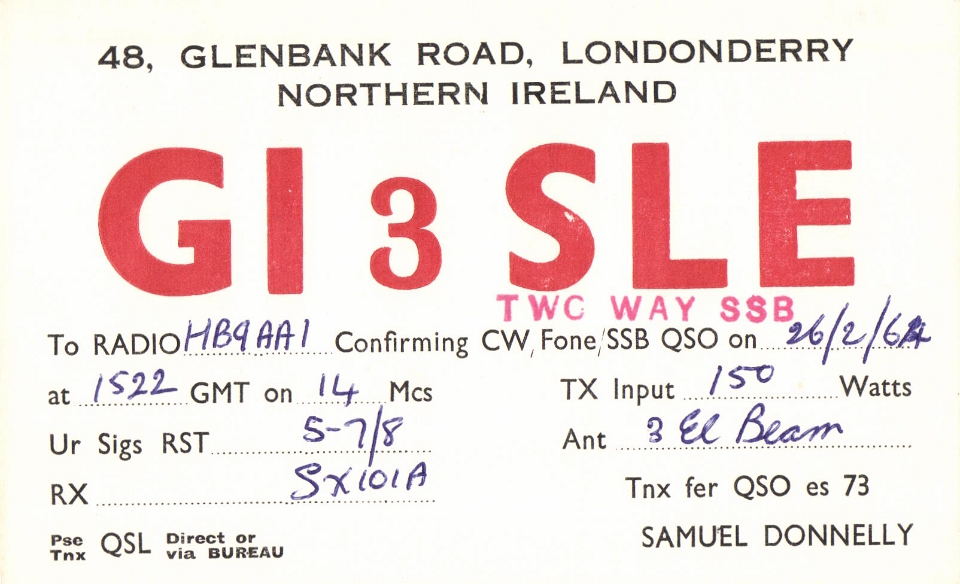 48, GLENBANK ROAD, LONDONDERRY
NORTHERN IRELAND
GI 3 SLE
TWO WAY SSB
To RADIO HB9AA1 Confirming CW, Fone/SSB QSO on 26/2/64
at 1522 GMT on 14 Mcs
TX Input 150 Watts
Ur Sigs RST 5-7/8
Ant 3 El Beam
RX SX101A
Tnx fer QSO es 73
Pse Tnx QSL Direct or via BUREAU
SAMUEL DONNELLY